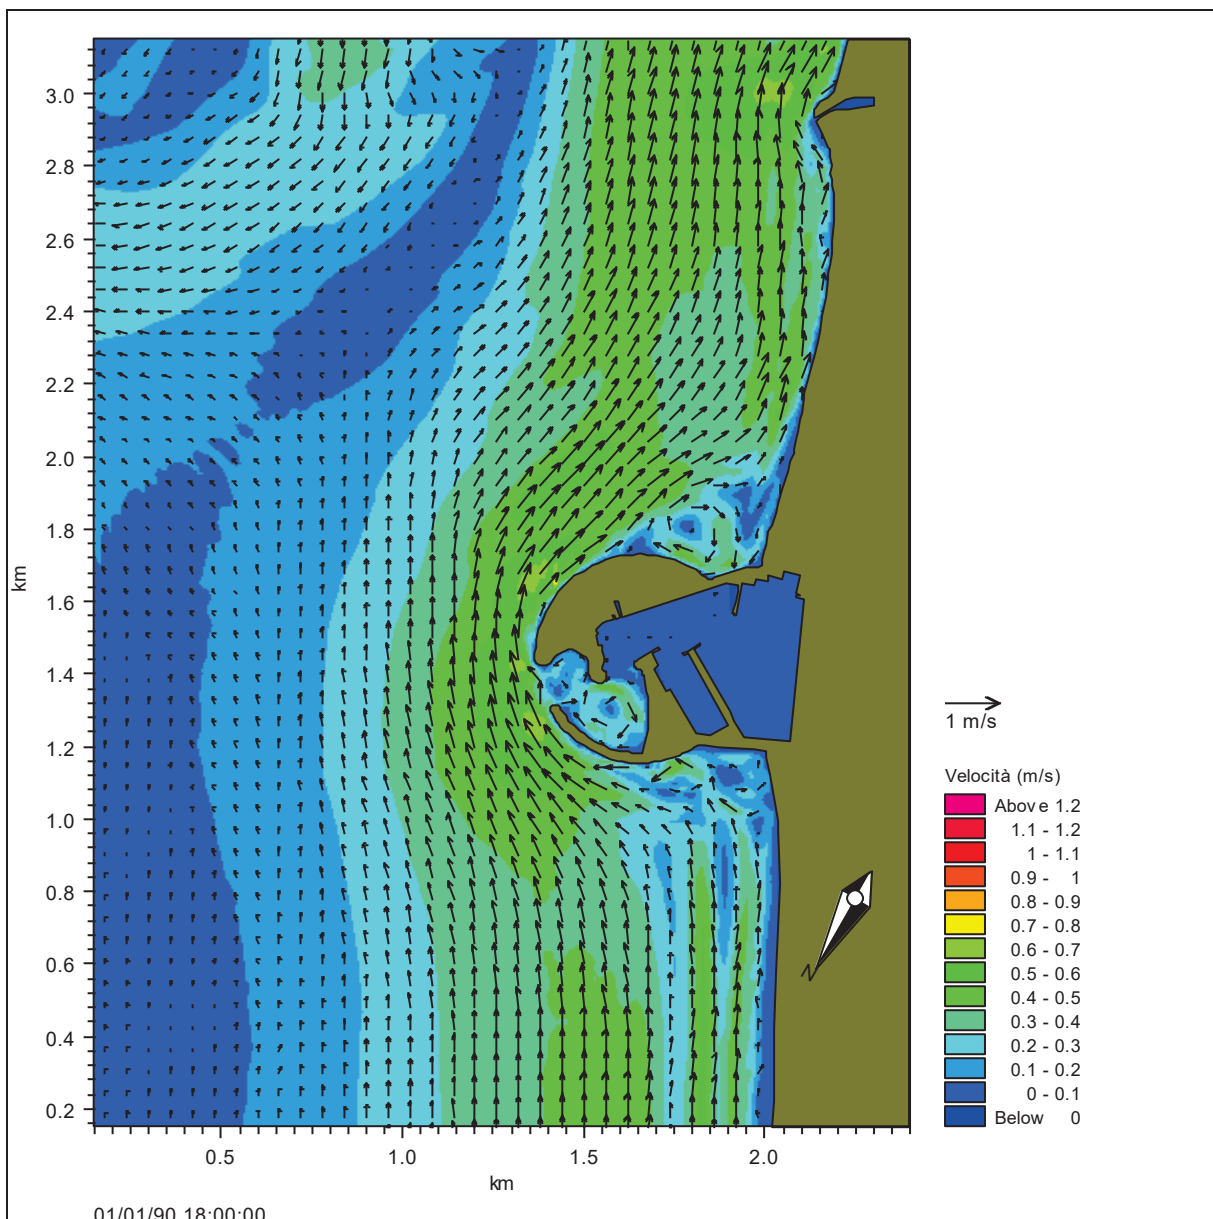 3.0
2.8
2.6
2.4
2.2
2.0
1.8
1.6
1.4
1.2
1.0
0.8
0.6
0.4
0.2
km
0.5 1.0 1.5 2.0
km
01/01/90 18:00:00
1 m/s
Velocità (m/s)
Above 1.2
1.1 - 1.2
1 - 1.1
0.9 - 1
0.8 - 0.9
0.7 - 0.8
0.6 - 0.7
0.5 - 0.6
0.4 - 0.5
0.3 - 0.4
0.2 - 0.3
0.1 - 0.2
0 - 0.1
Below 0
N